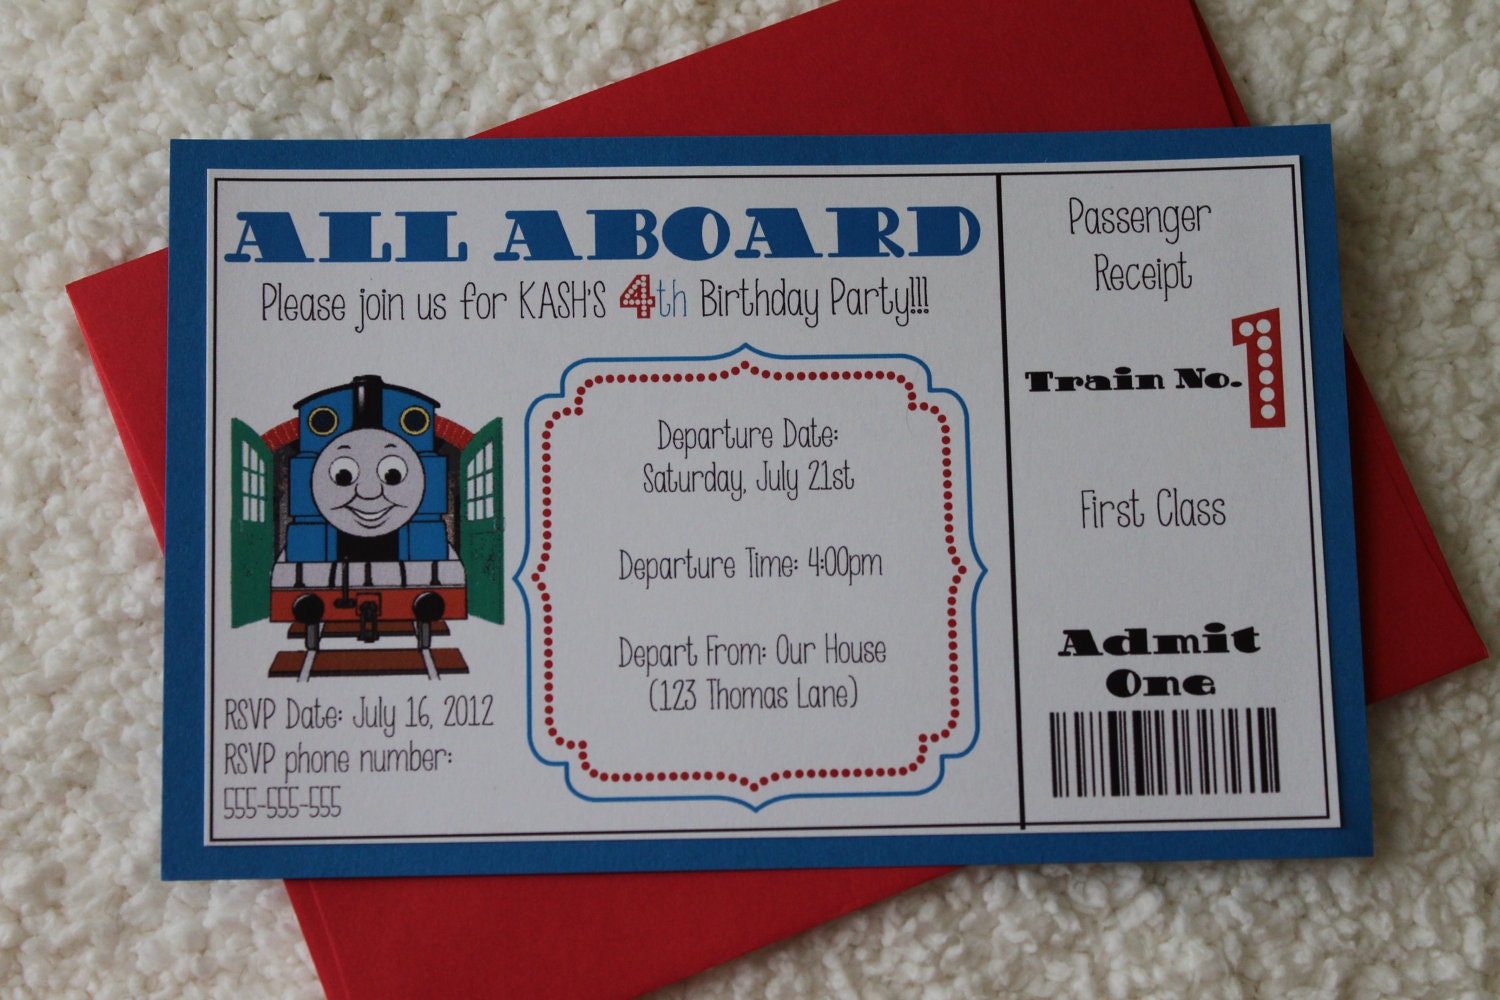 ALL ABOARD
Please join us for KASH'S 4th Birthday Party!!!
Departure Date:
Saturday, July 21st
Departure Time: 4:00pm
Depart From: Our House
(123 Thomas Lane)
RSVP Date: July 16, 2012
RSVP phone number:
555-555-555
Passenger
Receipt
Train No. 1
First Class
Admit
One